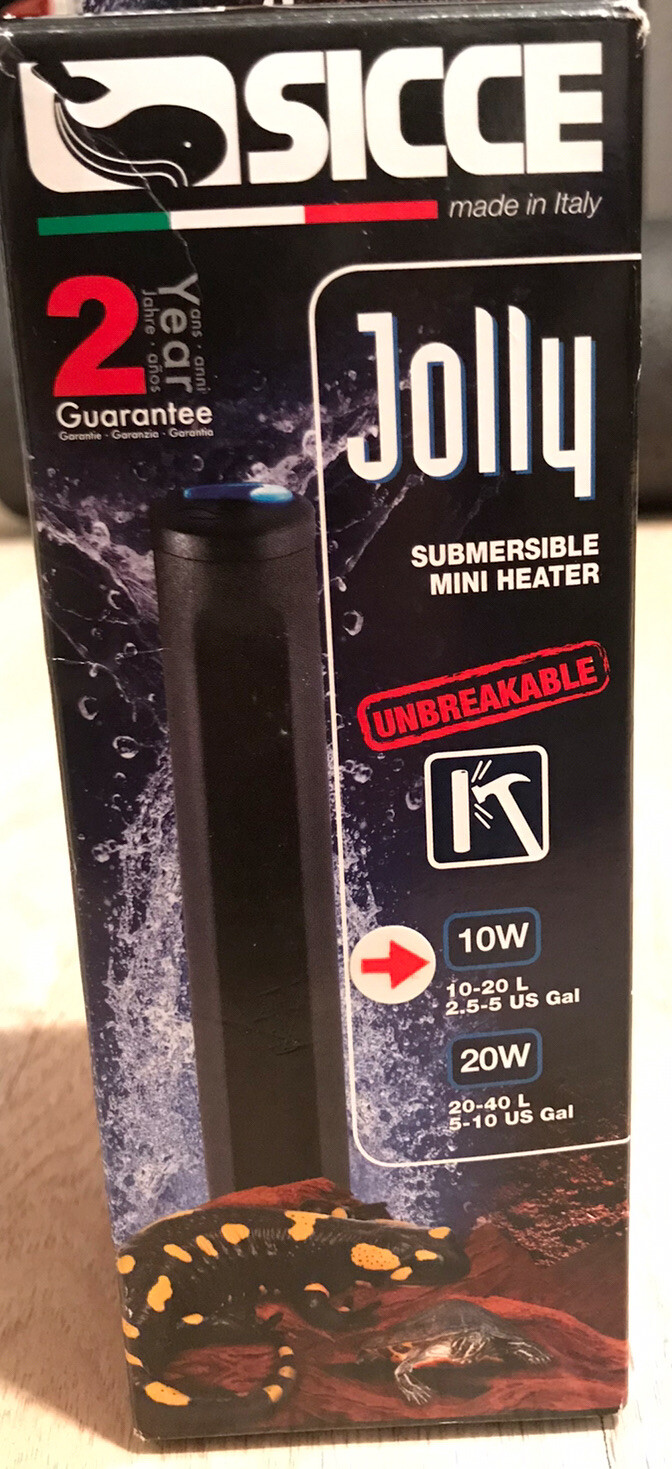 SICCE
made in Italy
2
Year
ans · anni
Jahre · años
Guarantee
Garantie · Garanzia · Garantía
Jolly
SUBMERSIBLE
MINI HEATER
UNBREAKABLE
10W
10-20 L
2.5-5 US Gal
20W
20-40 L
5-10 US Gal